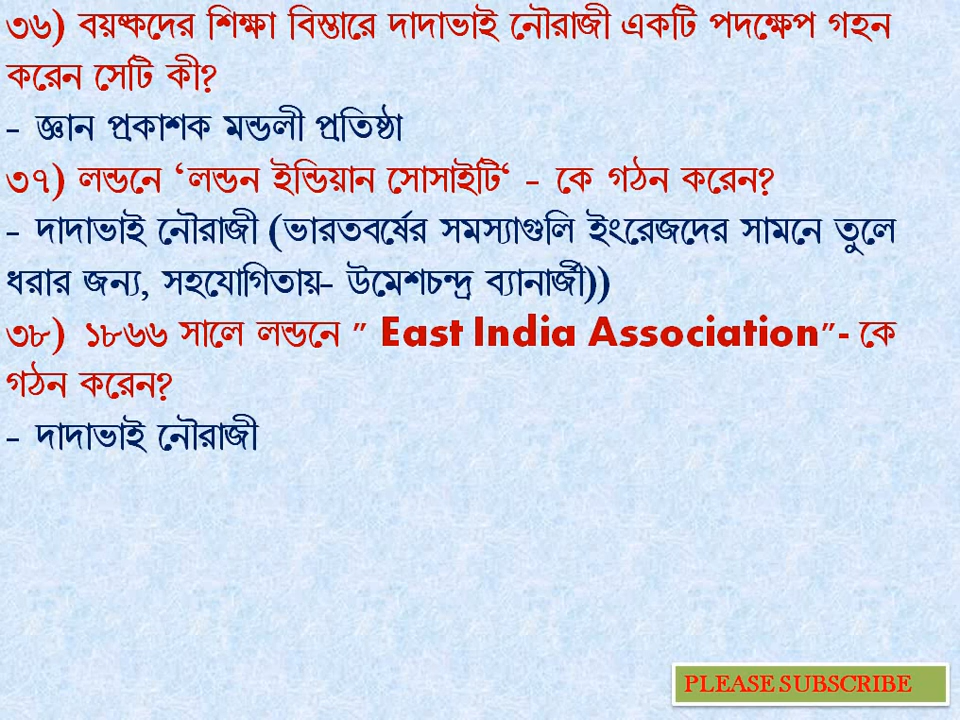 ৩৬) বয়ষ্কদের শিক্ষা বিস্তারে দাদাভাই নৌরাজী একটি পদক্ষেপ গহন
করেন সেটি কী?
- জ্ঞান প্রকাশক মন্ডলী প্রতিষ্ঠা
৩৭) লন্ডনে ‘লন্ডন ইন্ডিয়ান সোসাইটি‘ - কে গঠন করেন?
- দাদাভাই নৌরাজী (ভারতবর্ষের সমস্যাগুলি ইংরেজদের সামনে তুলে
ধরার জন্য, সহযোগিতায়- উমেশচন্দ্র ব্যানার্জী))
৩৮) ১৮৬৬ সালে লন্ডনে " East India Association"- কে
গঠন করেন?
- দাদাভাই নৌরাজী
PLEASE SUBSCRIBE